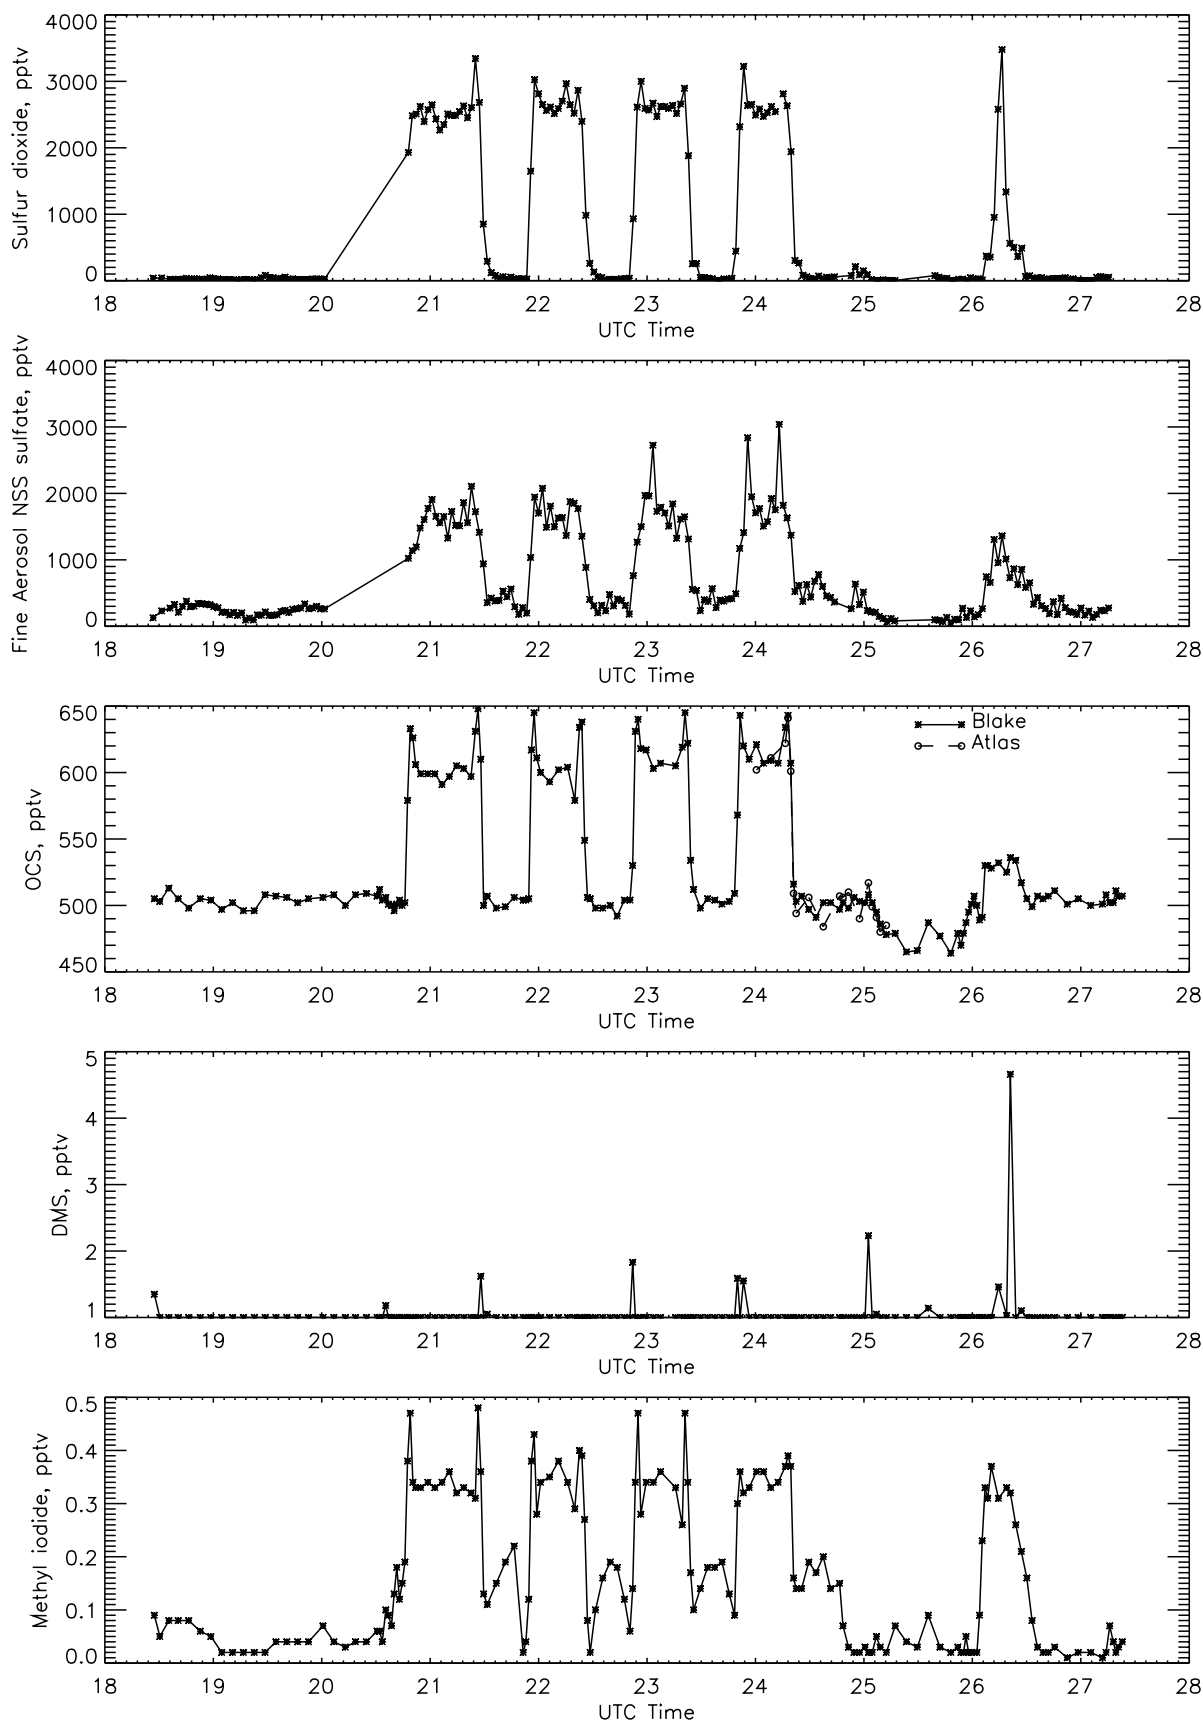 Sulfur dioxide, pptv
4000
3000
2000
1000
0
18 19 20 21 22 23 24 25 26 27 28
UTC Time
Fine Aerosol NSS sulfate, pptv
4000
3000
2000
1000
0
18 19 20 21 22 23 24 25 26 27 28
UTC Time
OCS, pptv
650
600
550
500
450
Blake
Atlas
18 19 20 21 22 23 24 25 26 27 28
UTC Time
DMS, pptv
5
4
3
2
1
18 19 20 21 22 23 24 25 26 27 28
UTC Time
Methyl iodide, pptv
0.5
0.4
0.3
0.2
0.1
0.0
18 19 20 21 22 23 24 25 26 27 28
UTC Time